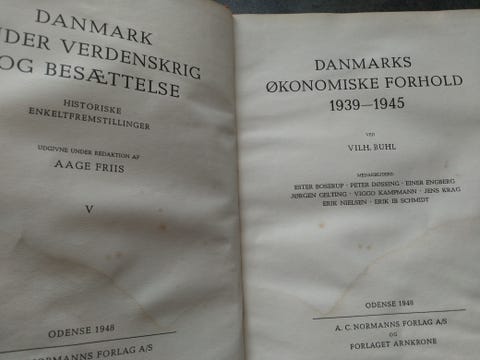 DANMARK
NDER VERDENSKRIG
OG BESÆTTELSE
HISTORISKE
ENKELTFREMSTILLINGER
UDGIVNE UNDER REDAKTION AF
AAGE FRIIS
V
ODENSE 1948
NORMANNS FORLAG A/S
DANMARKS
ØKONOMISKE FORHOLD
1939—1945
VED
VILH. BUHL
MEDARBEJDERE
ESTER BOSERUP · PETER DØSSING · EINER ENGBERG
JØRGEN GELTING · VIGGO KAMPMANN · JENS KRAG
ERIK NIELSEN · ERIK IB SCHMIDT
ODENSE 1948
A. C. NORMANNS FORLAG A/S
OG
FORLAGET ARNKRONE